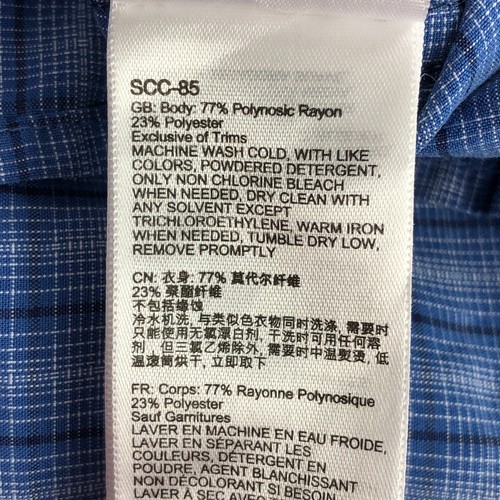 SCC-85
GB: Body: 77% Polynosic Rayon
23% Polyester
Exclusive of Trims
MACHINE WASH COLD, WITH LIKE
COLORS, POWDERED DETERGENT,
ONLY NON CHLORINE BLEACH
WHEN NEEDED, DRY CLEAN WITH
ANY SOLVENT EXCEPT
TRICHLOROETHYLENE, WARM IRON
WHEN NEEDED, TUMBLE DRY LOW,
REMOVE PROMPTLY
CN: 衣身: 77% 莫代尔纤维
23% 聚酯纤维
不包括缘饰
冷水机洗, 与类似色衣物同时洗涤, 需要时
只能使用无氯漂白剂, 干洗时可用任何溶
剂, 但三氯乙烯除外, 需要时中温熨烫, 低
温滚筒烘干, 立即取下
FR: Corps: 77% Rayonne Polynosique
23% Polyester
Sauf Garnitures
LAVER EN MACHINE EN EAU FROIDE,
LAVER EN SÉPARANT LES
COULEURS, DÉTERGENT EN
POUDRE, AGENT BLANCHISSANT
NON DÉCOLORANT SI BESOIN,
LAVER À SEC AVEC